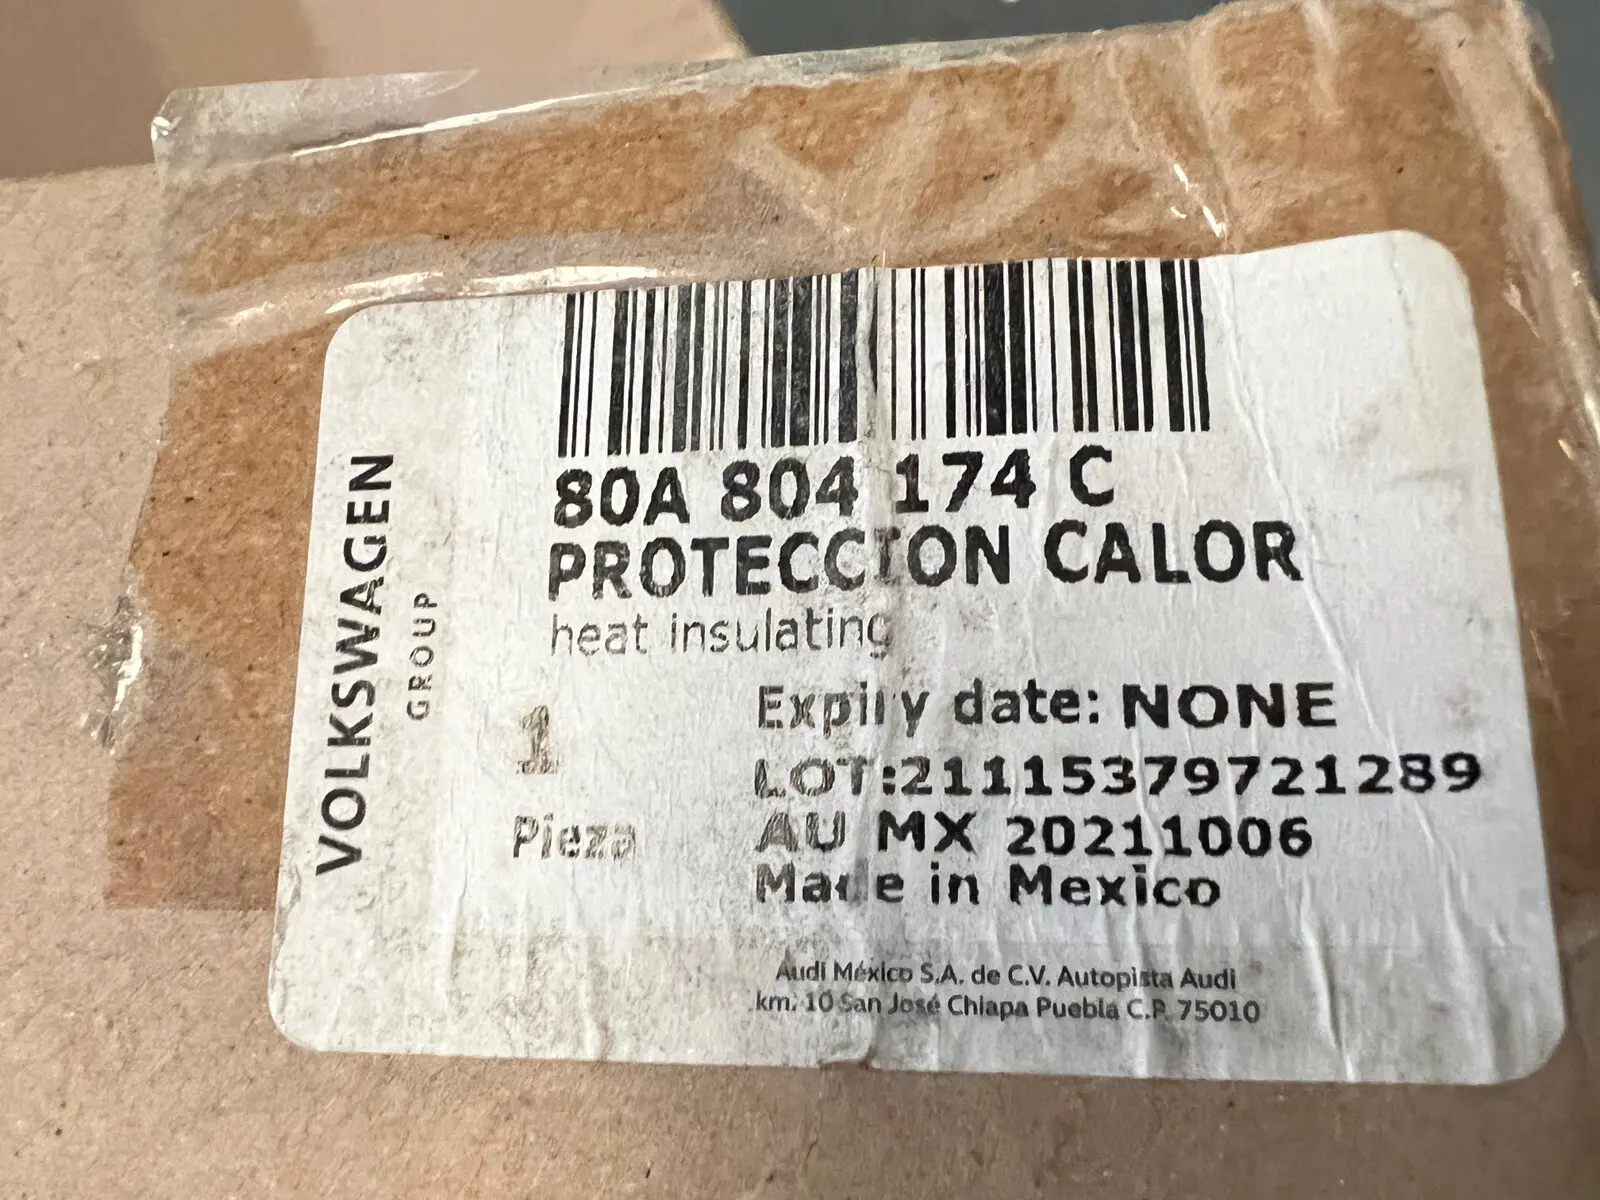 VOLKSWAGEN
GROUP
80A 804 174 C
PROTECCION CALOR
heat insulating
1
Pieza
Expiry date: NONE
LOT:21115379721289
AU MX 20211006
Made in Mexico
Audi México S.A. de C.V. Autopista Audi
km. 10 San José Chiapa Puebla C.P. 75010